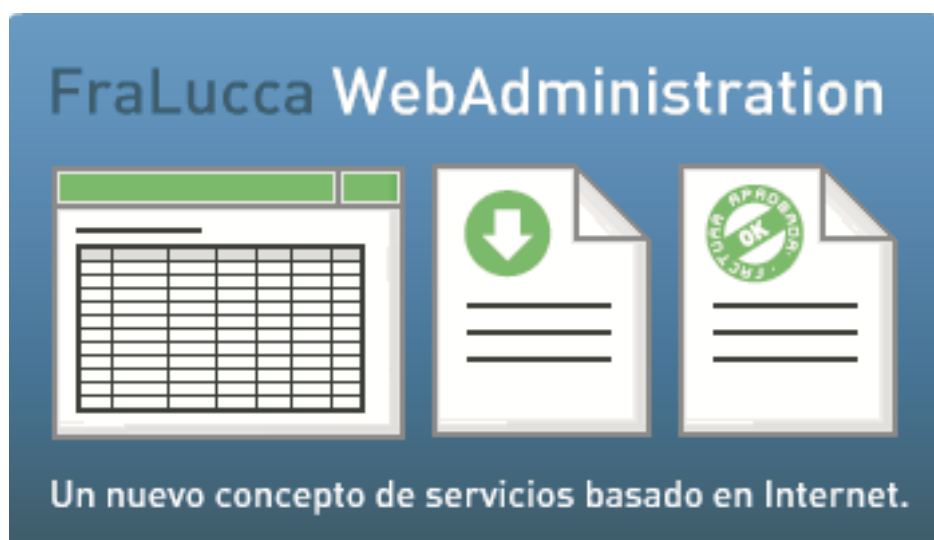 FraLucca WebAdministration
FACTURA APROBADA.
OK
Un nuevo concepto de servicios basado en Internet.